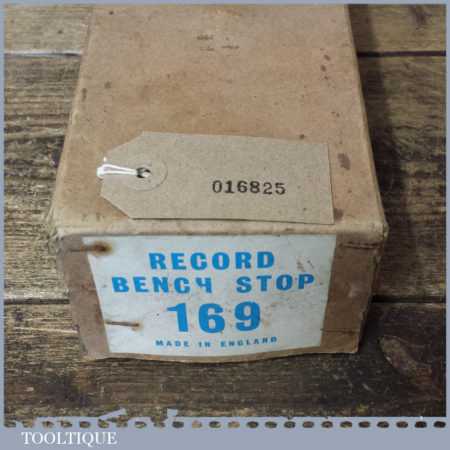 016825
RECORD
BENCH STOP
169
MADE IN ENGLAND
TOOLTIQUE